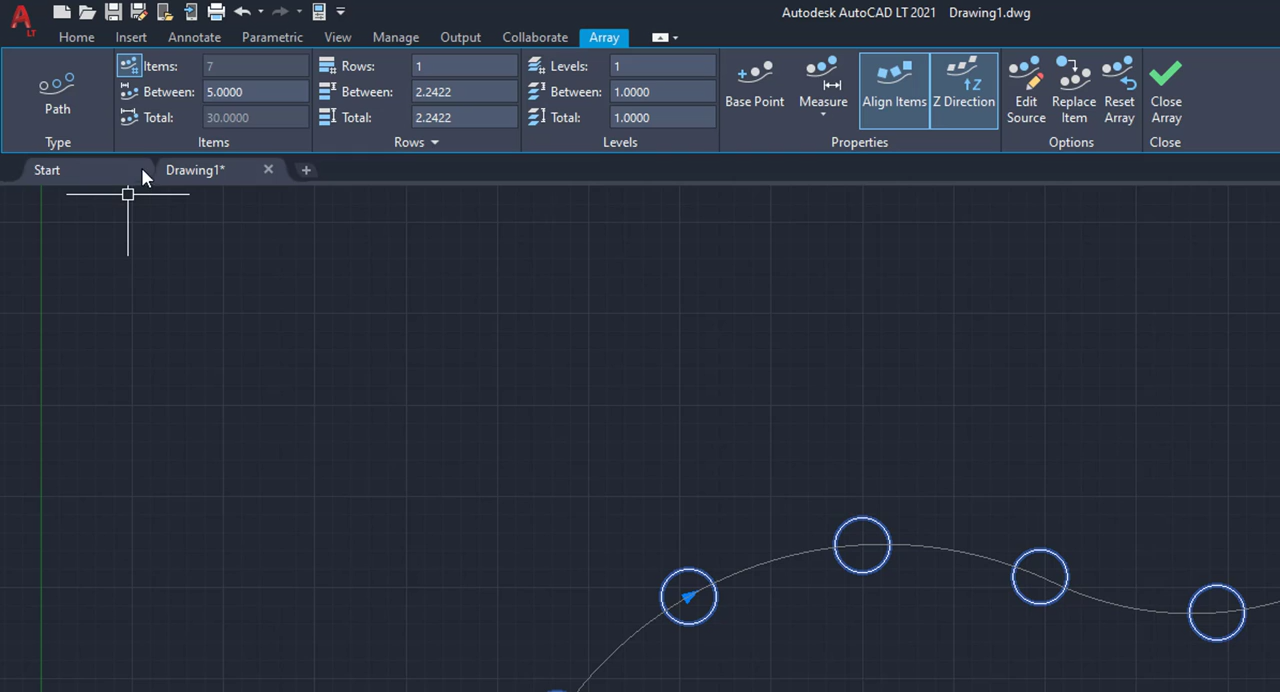 Autodesk AutoCAD LT 2021 Drawing1.dwg
A LT
Home Insert Annotate Parametric View Manage Output Collaborate Array
Path
Type
Items: 7
Between: 5.0000
Total: 30.0000
Items
Rows: 1
Between: 2.2422
Total: 2.2422
Rows
Levels: 1
Between: 1.0000
Total: 1.0000
Levels
Base Point
Measure
Align Items
Z
Z Direction
Properties
Edit
Source
Replace
Item
Reset
Array
Options
Close
Array
Close
Start Drawing1*